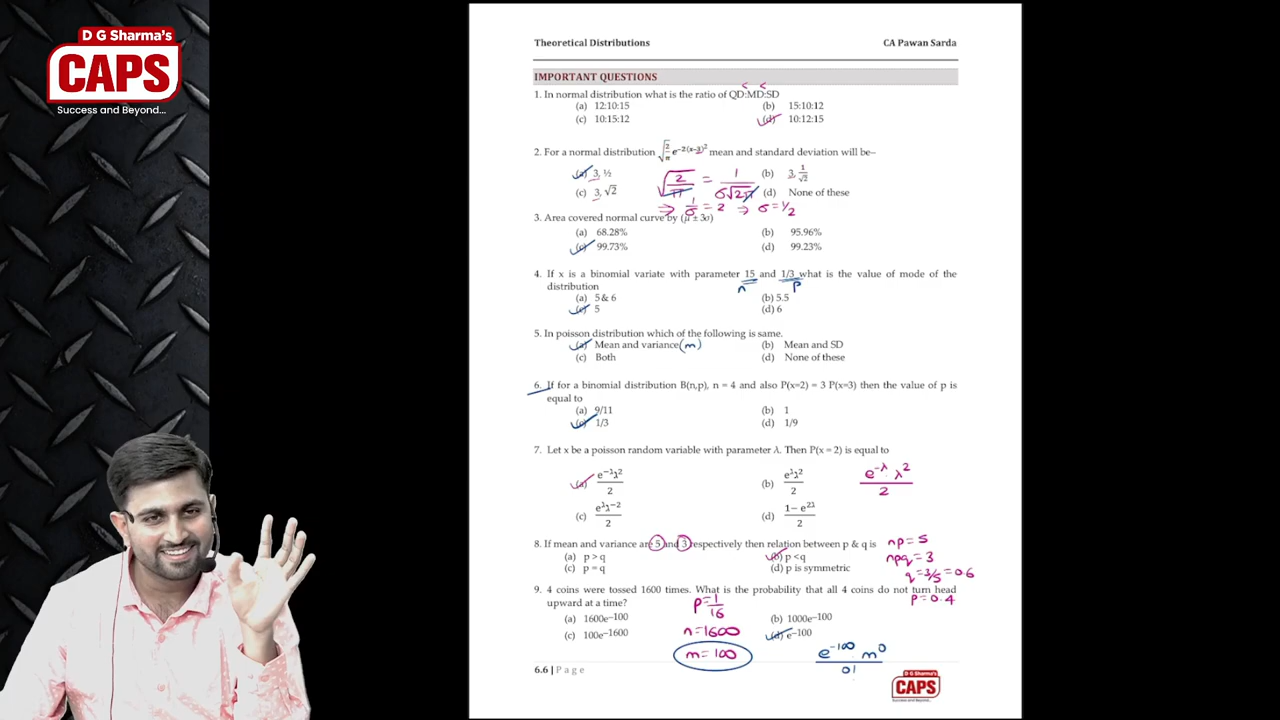 D G Sharma's
CAPS
Success and Beyond...
Theoretical Distributions CA Pawan Sarda
IMPORTANT QUESTIONS
< <
1. In normal distribution what is the ratio of QD:MD:SD
(a) 12:10:15 (b) 15:10:12
(c) 10:15:12 (d) 10:12:15
2. For a normal distribution √(2/π) e^−2(x−3)² mean and standard deviation will be–
(a) 3, ½ (b) 3, 1/√2
(c) 3, √2 (d) None of these
√(2/π) = 1/(σ√2π)
⇒ 1/σ = 2 ⇒ σ = 1/2
3. Area covered normal curve by (μ ± 3σ)
(a) 68.28% (b) 95.96%
(c) 99.73% (d) 99.23%
4. If x is a binomial variate with parameter 15 and 1/3 what is the value of mode of the
distribution n p
(a) 5 & 6 (b) 5.5
(c) 5 (d) 6
5. In poisson distribution which of the following is same.
(a) Mean and variance (m) (b) Mean and SD
(c) Both (d) None of these
6. If for a binomial distribution B(n,p), n = 4 and also P(x=2) = 3 P(x=3) then the value of p is
equal to
(a) 9/11 (b) 1
(c) 1/3 (d) 1/9
7. Let x be a poisson random variable with parameter λ. Then P(x = 2) is equal to
(a) e^−λλ²/2 (b) e^λλ²/2 e^−λ λ²/2
(c) e^λλ^−2/2 (d) 1− e^2λ/2
8. If mean and variance are 5 and 3 respectively then relation between p & q is np = 5
(a) p > q (b) p <q npq = 3
(c) p = q (d) p is symmetric q = 3/5 = 0.6
9. 4 coins were tossed 1600 times. What is the probability that all 4 coins do not turn head
upward at a time? p = 1/16 p = 0.4
(a) 1600e^−100 (b) 1000e^−100
(c) 100e^−1600 n = 1600 (d) e^−100
m = 100 e^-100 m^0/0!
6.6 | Page
D G Sharma's
CAPS
Success and Beyond...